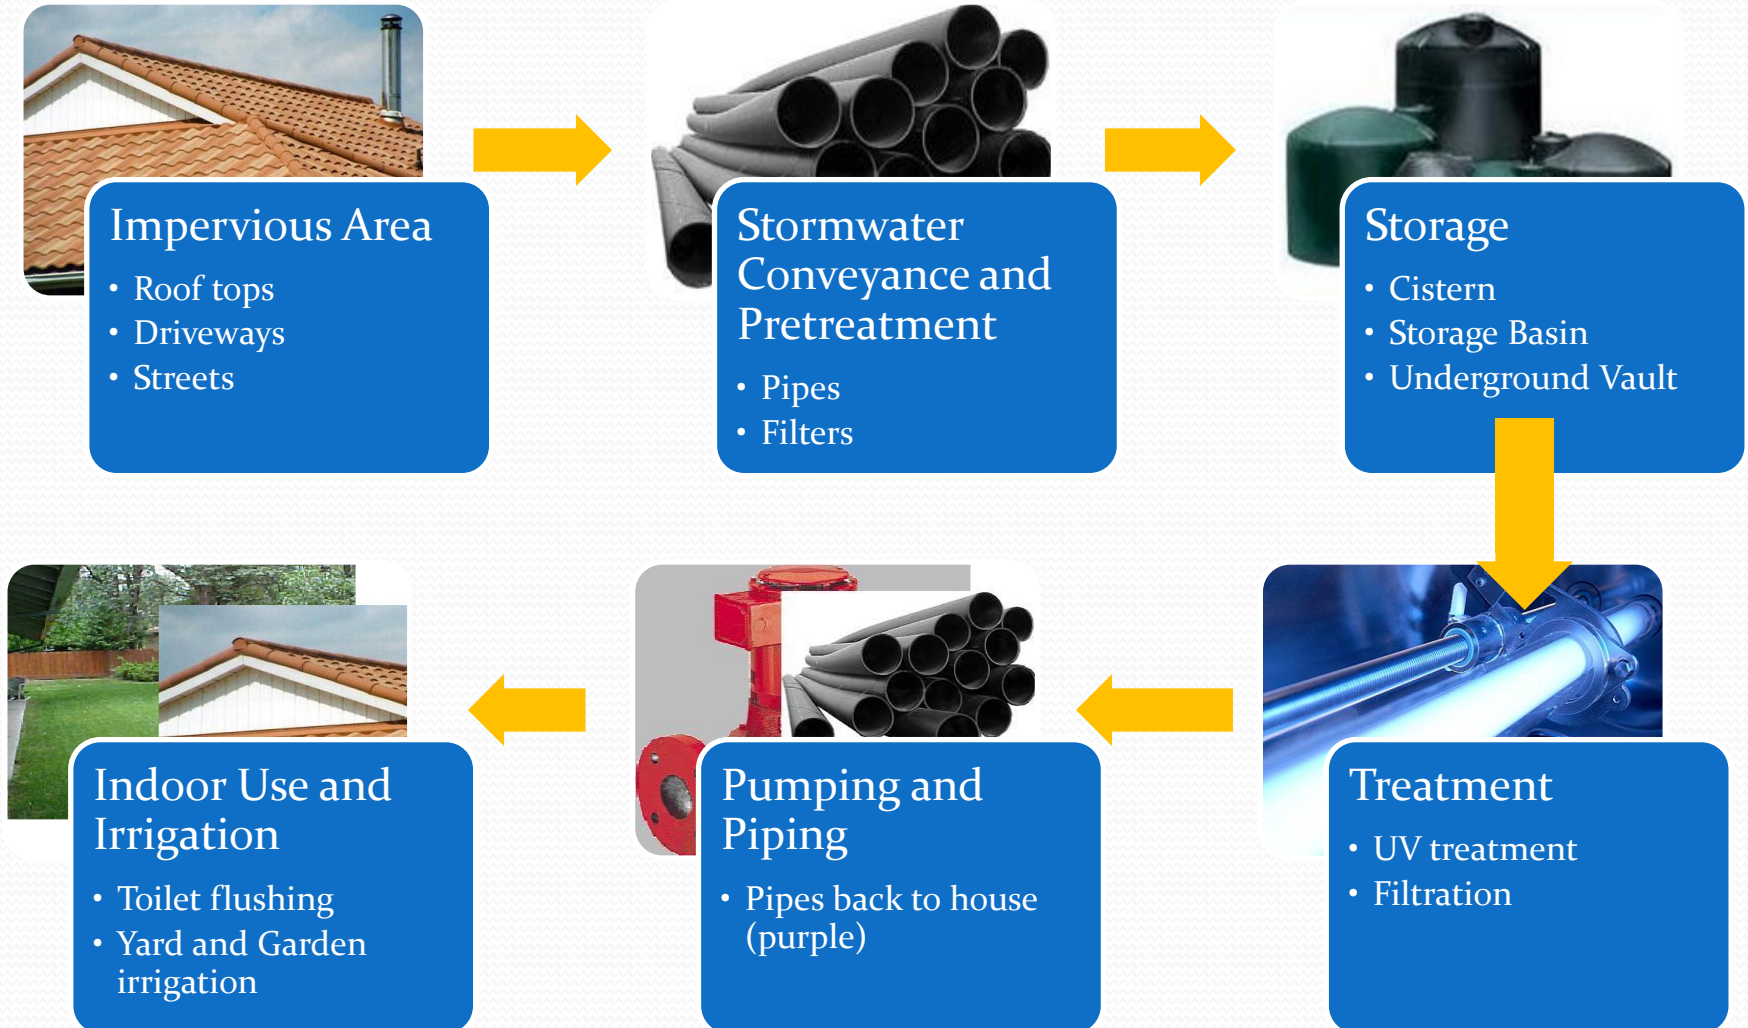 Impervious Area
• Roof tops
• Driveways
• Streets
Stormwater
Conveyance and
Pretreatment
• Pipes
• Filters
Storage
• Cistern
• Storage Basin
• Underground Vault
Treatment
• UV treatment
• Filtration
Pumping and
Piping
• Pipes back to house
(purple)
Indoor Use and
Irrigation
• Toilet flushing
• Yard and Garden
irrigation